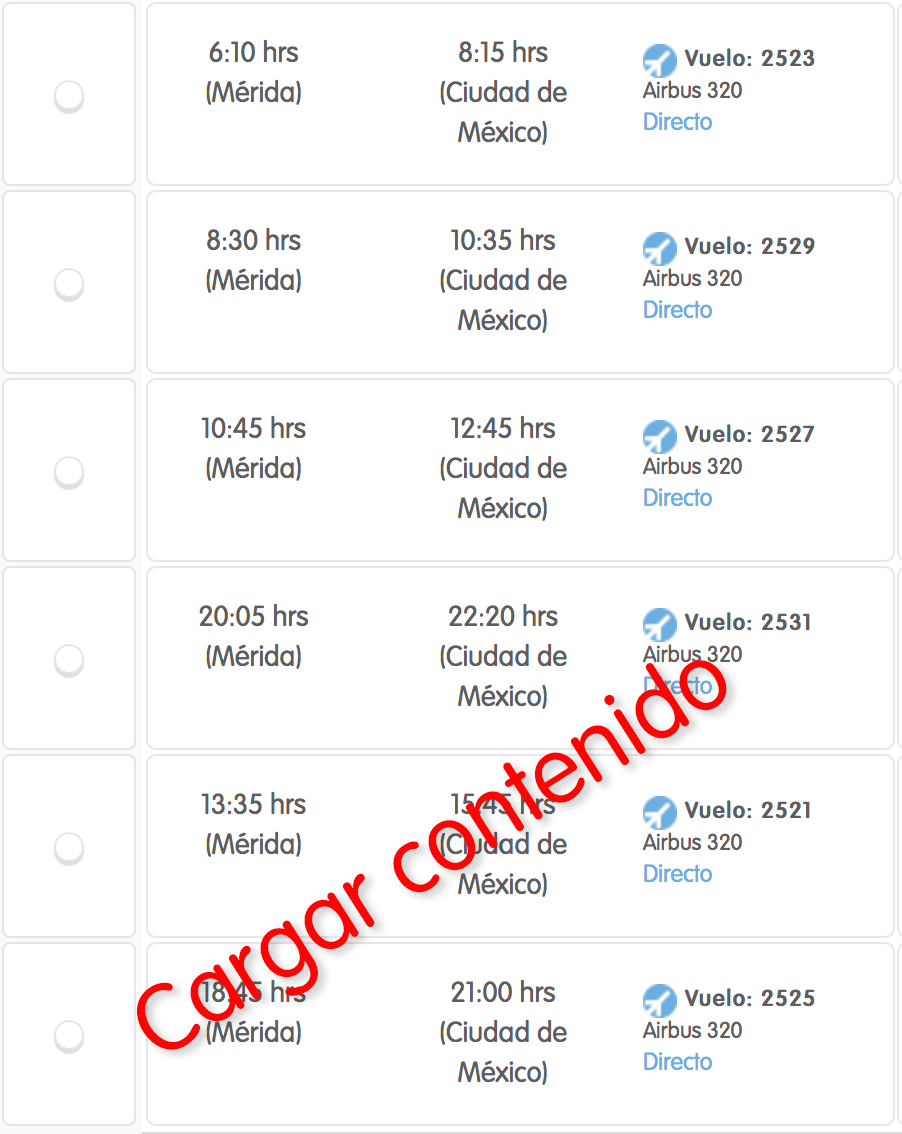 6:10 hrs
(Mérida)
8:15 hrs
(Ciudad de
México)
Vuelo: 2523
Airbus 320
Directo
8:30 hrs
(Mérida)
10:35 hrs
(Ciudad de
México)
Vuelo: 2529
Airbus 320
Directo
10:45 hrs
(Mérida)
12:45 hrs
(Ciudad de
México)
Vuelo: 2527
Airbus 320
Directo
20:05 hrs
(Mérida)
22:20 hrs
(Ciudad de
México)
Vuelo: 2531
Airbus 320
Directo
13:35 hrs
(Mérida)
15:45 hrs
(Ciudad de
México)
Vuelo: 2521
Airbus 320
Directo
18:45 hrs
(Mérida)
21:00 hrs
(Ciudad de
México)
Vuelo: 2525
Airbus 320
Directo
Cargar contenido